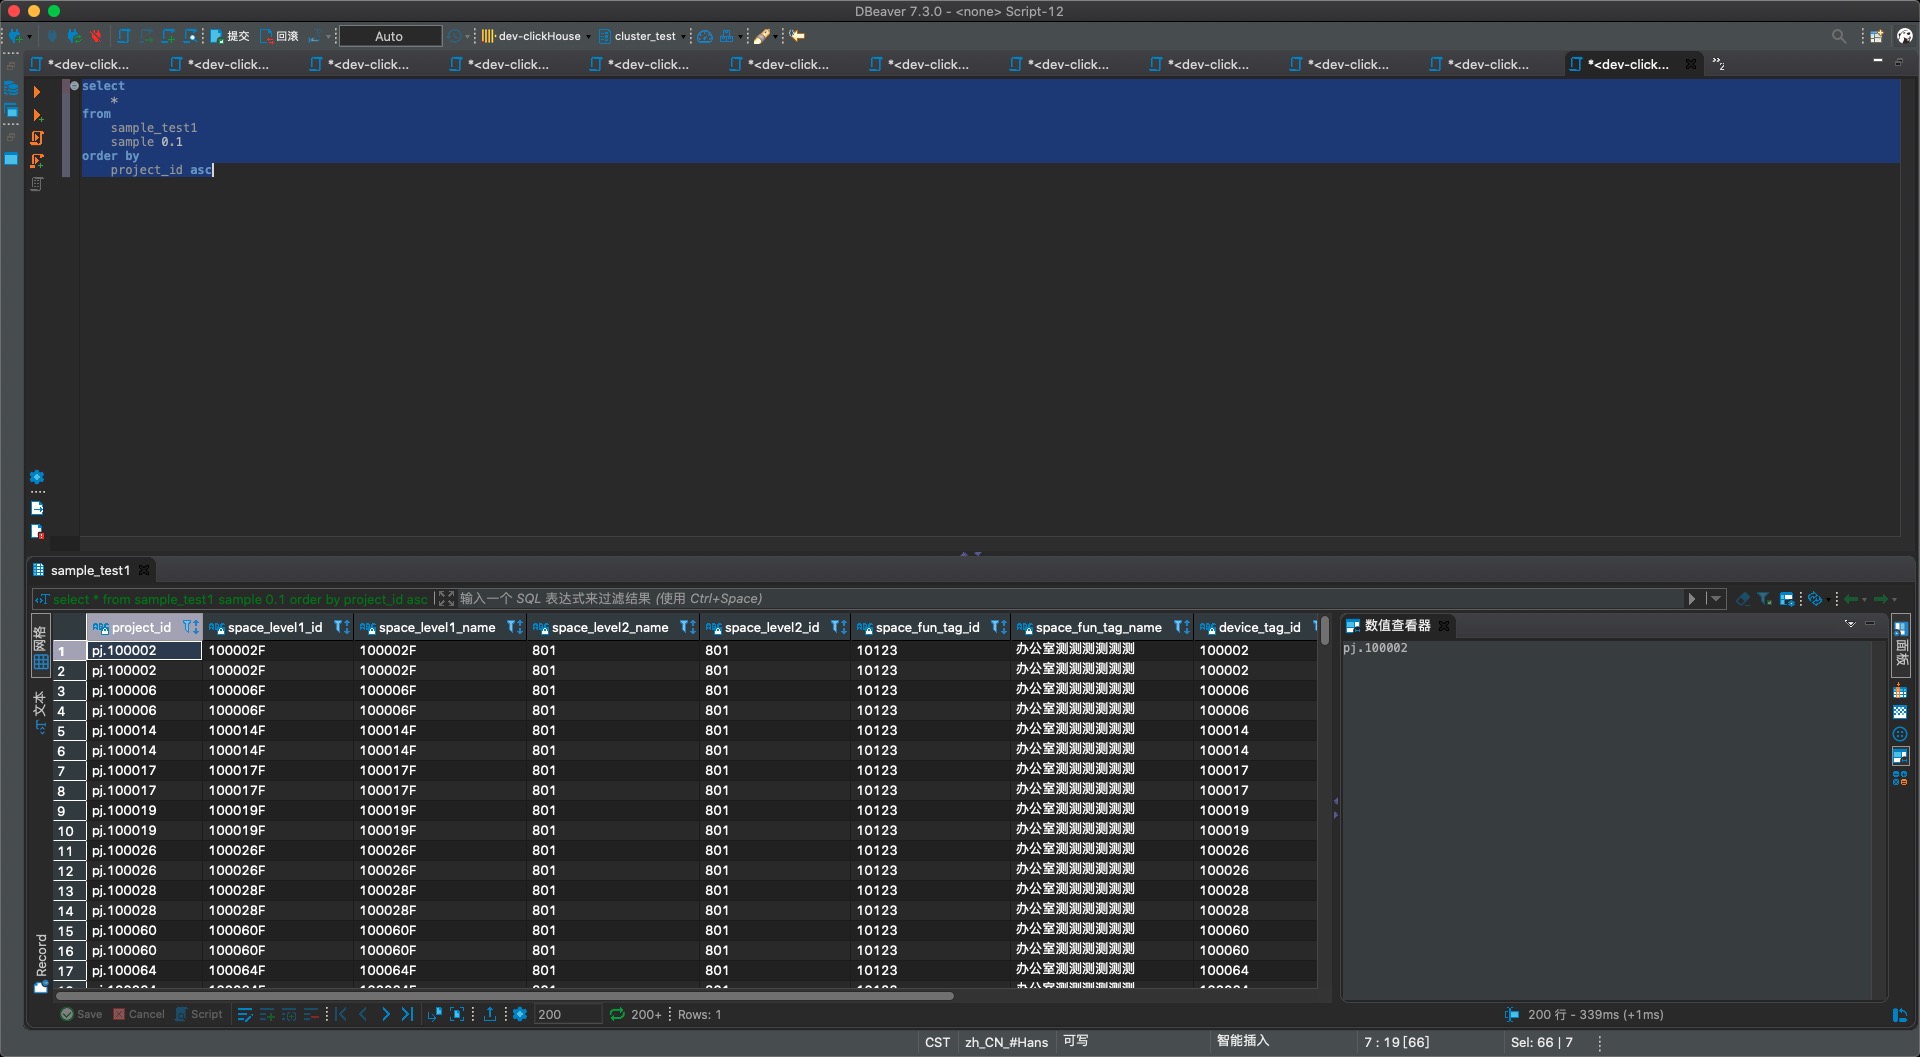 DBeaver 7.3.0 - <none> Script-12
提交 回滚 Auto dev-clickHouse cluster_test
*<dev-click... *<dev-click... *<dev-click... *<dev-click... *<dev-click... *<dev-click... *<dev-click... *<dev-click... *<dev-click... *<dev-click... *<dev-click... *<dev-click... »2
select
*
from
sample_test1
sample 0.1
order by
project_id asc
sample_test1
select * from sample_test1 sample 0.1 order by project_id asc 输入一个 SQL 表达式来过滤结果 (使用 Ctrl+Space)
网格
文本
Record
project_id space_level1_id space_level1_name space_level2_name space_level2_id space_fun_tag_id space_fun_tag_name device_tag_id
1 pj.100002 100002F 100002F 801 801 10123 办公室测测测测测测 100002
2 pj.100002 100002F 100002F 801 801 10123 办公室测测测测测测 100002
3 pj.100006 100006F 100006F 801 801 10123 办公室测测测测测测 100006
4 pj.100006 100006F 100006F 801 801 10123 办公室测测测测测测 100006
5 pj.100014 100014F 100014F 801 801 10123 办公室测测测测测测 100014
6 pj.100014 100014F 100014F 801 801 10123 办公室测测测测测测 100014
7 pj.100017 100017F 100017F 801 801 10123 办公室测测测测测测 100017
8 pj.100017 100017F 100017F 801 801 10123 办公室测测测测测测 100017
9 pj.100019 100019F 100019F 801 801 10123 办公室测测测测测测 100019
10 pj.100019 100019F 100019F 801 801 10123 办公室测测测测测测 100019
11 pj.100026 100026F 100026F 801 801 10123 办公室测测测测测测 100026
12 pj.100026 100026F 100026F 801 801 10123 办公室测测测测测测 100026
13 pj.100028 100028F 100028F 801 801 10123 办公室测测测测测测 100028
14 pj.100028 100028F 100028F 801 801 10123 办公室测测测测测测 100028
15 pj.100060 100060F 100060F 801 801 10123 办公室测测测测测测 100060
16 pj.100060 100060F 100060F 801 801 10123 办公室测测测测测测 100060
17 pj.100064 100064F 100064F 801 801 10123 办公室测测测测测测 100064
数值查看器
pj.100002
面板
Save Cancel Script 200 200+ Rows: 1 200 行 - 339ms (+1ms)
CST zh_CN_#Hans 可写 智能插入 7 : 19 [66] Sel: 66 | 7